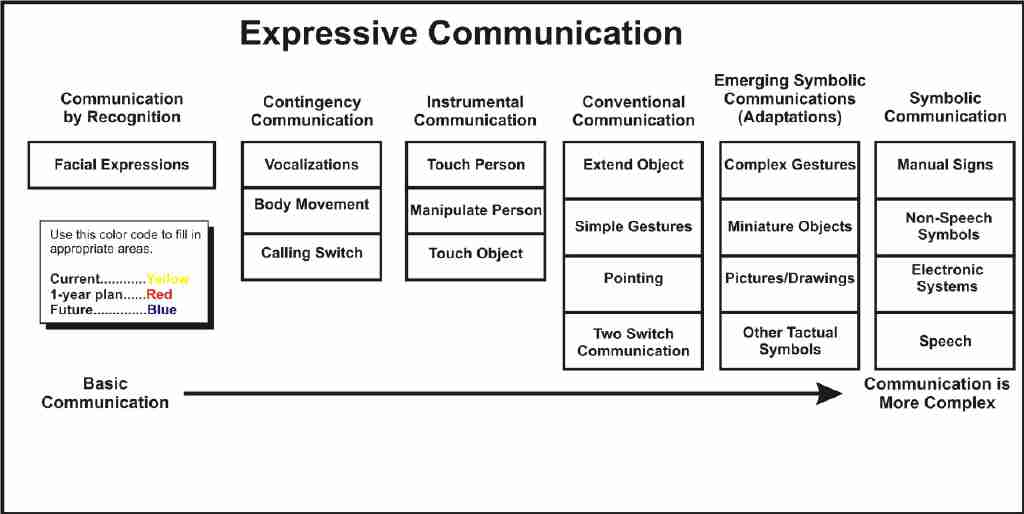 Expressive Communication
Communication
by Recognition
Facial Expressions
Use this color code to fill in
appropriate areas.
Current............Yellow
1-year plan......Red
Future..............Blue
Contingency
Communication
Vocalizations
Body Movement
Calling Switch
Instrumental
Communication
Touch Person
Manipulate Person
Touch Object
Conventional
Communication
Extend Object
Simple Gestures
Pointing
Two Switch
Communication
Emerging Symbolic
Communications
(Adaptations)
Complex Gestures
Miniature Objects
Pictures/Drawings
Other Tactual
Symbols
Symbolic
Communication
Manual Signs
Non-Speech
Symbols
Electronic
Systems
Speech
Basic
Communication
Communication is
More Complex